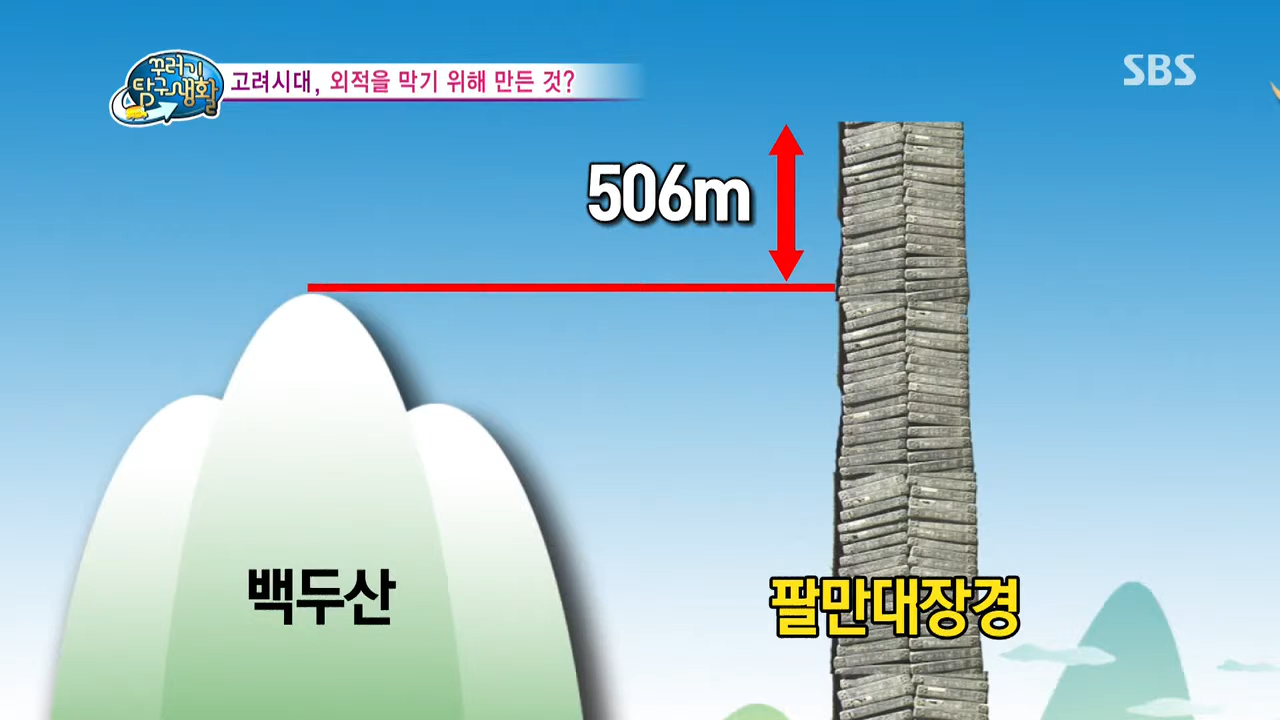 꾸러기
탐구생활
고려시대, 외적을 막기 위해 만든 것?
SBS
506m
백두산
팔만대장경